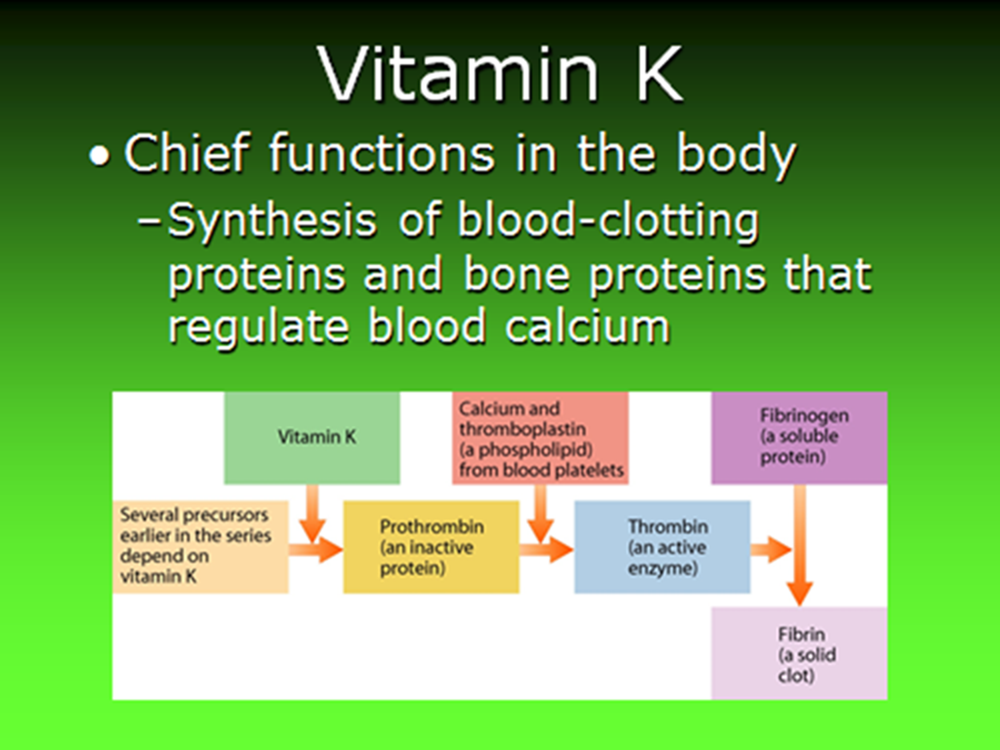 Vitamin K
• Chief functions in the body
–Synthesis of blood-clotting
proteins and bone proteins that
regulate blood calcium
Vitamin K
Calcium and
thromboplastin
(a phospholipid)
from blood platelets
Fibrinogen
(a soluble
protein)
Several precursors
earlier in the series
depend on
vitamin K
Prothrombin
(an inactive
protein)
Thrombin
(an active
enzyme)
Fibrin
(a solid
clot)